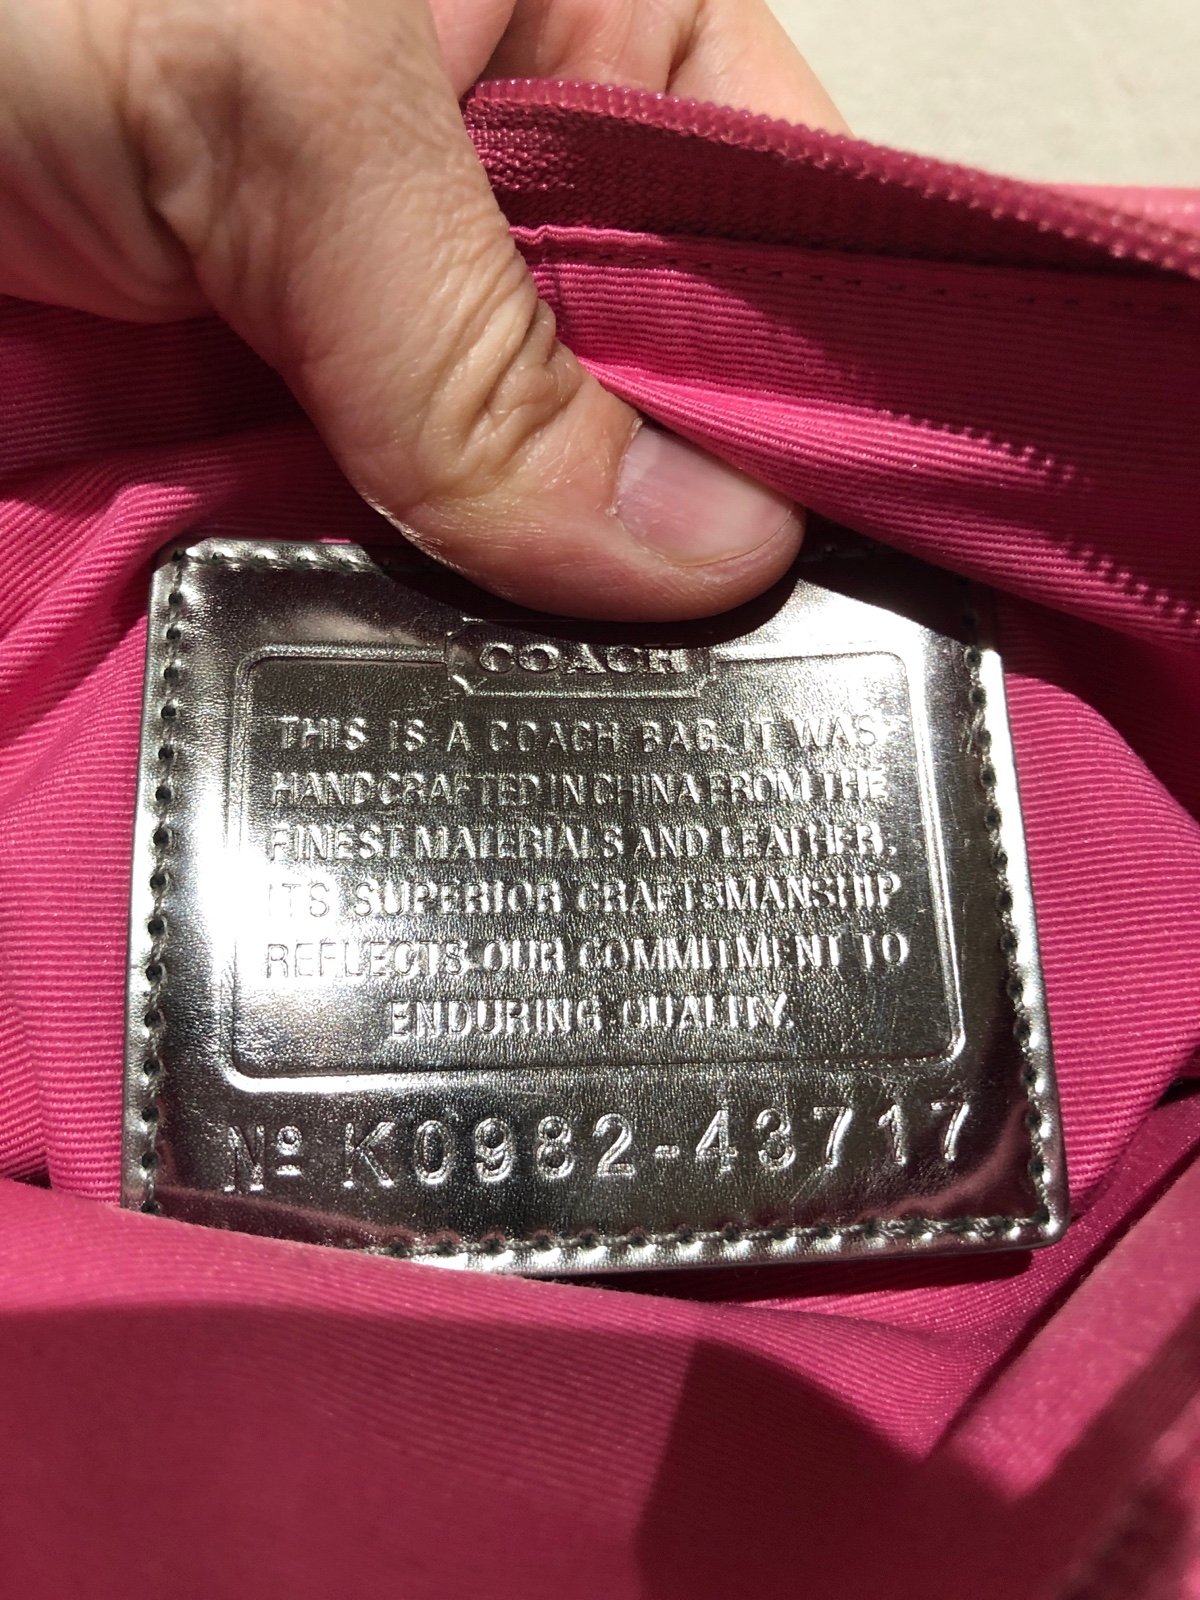 COACH
THIS IS A COACH BAG. IT WAS
HANDCRAFTED IN CHINA FROM THE
FINEST MATERIALS AND LEATHER.
ITS SUPERIOR CRAFTSMANSHIP
REFLECTS OUR COMMITMENT TO
ENDURING QUALITY.
Nº K0982-43717